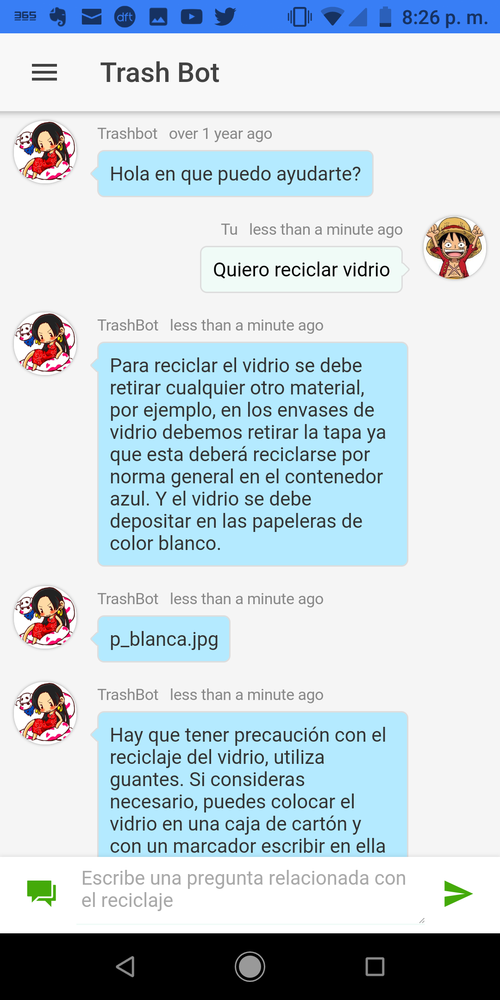 365
dft
8:26 p. m.
Trash Bot
Trashbot over 1 year ago
Hola en que puedo ayudarte?
Tu less than a minute ago
Quiero reciclar vidrio
TrashBot less than a minute ago
Para reciclar el vidrio se debe
retirar cualquier otro material,
por ejemplo, en los envases de
vidrio debemos retirar la tapa ya
que esta deberá reciclarse por
norma general en el contenedor
azul. Y el vidrio se debe
depositar en las papeleras de
color blanco.
TrashBot less than a minute ago
p_blanca.jpg
TrashBot less than a minute ago
Hay que tener precaución con el
reciclaje del vidrio, utiliza
guantes. Si consideras
necesario, puedes colocar el
vidrio en una caja de cartón y
con un marcador escribir en ella
Escribe una pregunta relacionada con
el reciclaje